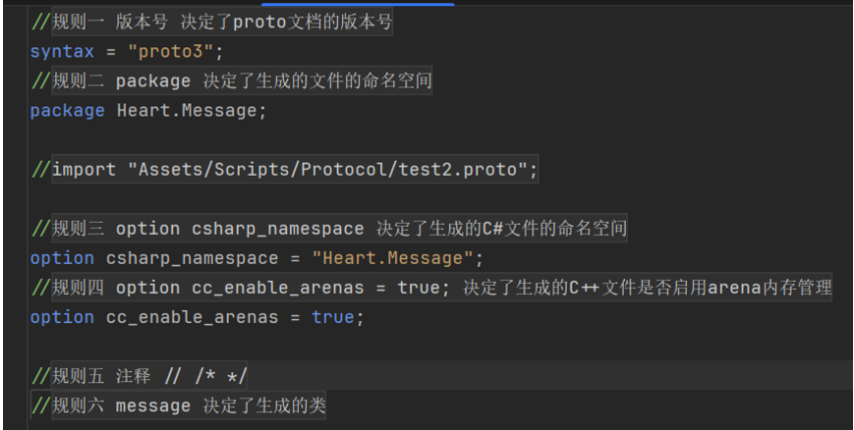 //规则一 版本号 决定了proto文档的版本号
syntax = "proto3";
//规则二 package 决定了生成的文件的命名空间
package Heart.Message;
//import "Assets/Scripts/Protocol/test2.proto";
//规则三 option csharp_namespace 决定了生成的C#文件的命名空间
option csharp_namespace = "Heart.Message";
//规则四 option cc_enable_arenas = true; 决定了生成的C++文件是否启用arena内存管理
option cc_enable_arenas = true;
//规则五 注释 // /* */
//规则六 message 决定了生成的类